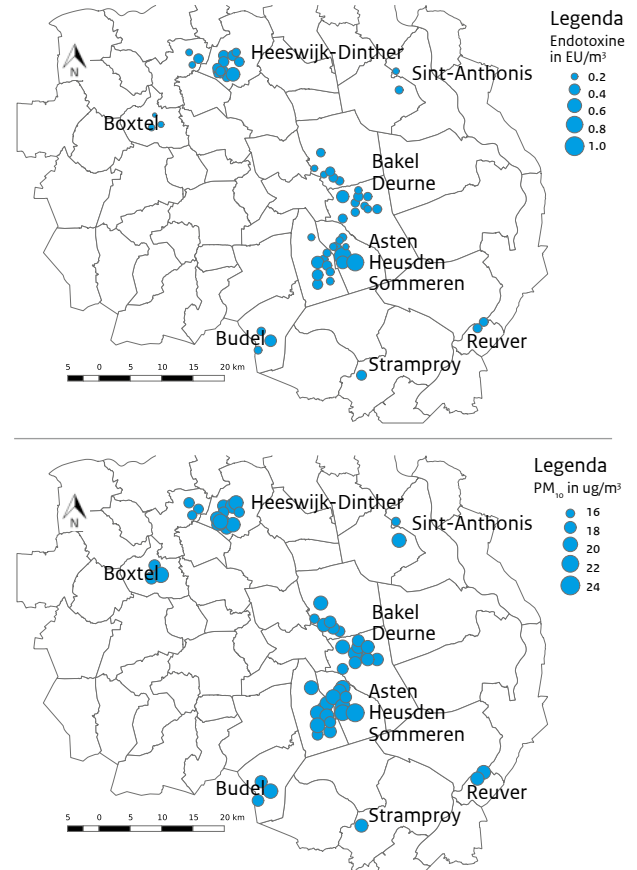 Legenda
Endotoxine
in EU/m³
0.2
0.4
0.6
0.8
1.0
N
Heeswijk-Dinther
Sint-Anthonis
Boxtel
Bakel
Deurne
Asten
Heusden
Sommeren
Budel
Reuver
Stramproy
5 0 5 10 15 20 km
Legenda
PM₁₀ in ug/m³
16
18
20
22
24
N
Heeswijk-Dinther
Sint-Anthonis
Boxtel
Bakel
Deurne
Asten
Heusden
Sommeren
Budel
Reuver
Stramproy
5 0 5 10 15 20 km